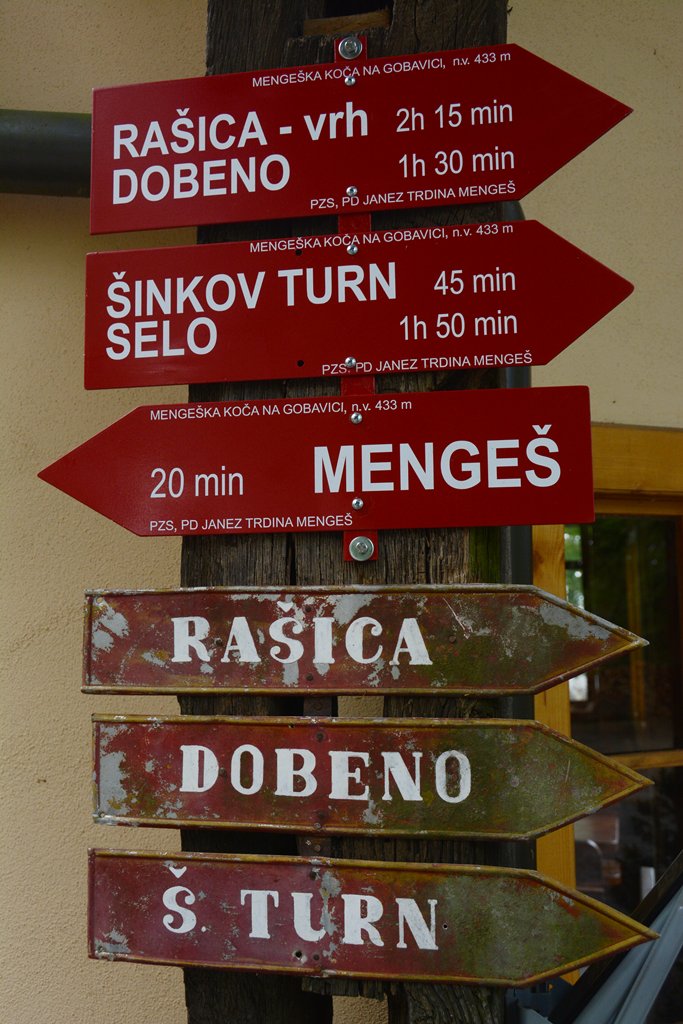 MENGEŠKA KOČA NA GOBAVICI, n.v. 433 m
RAŠICA - vrh 2h 15 min
DOBENO 1h 30 min
PZS, PD JANEZ TRDINA MENGEŠ
MENGEŠKA KOČA NA GOBAVICI, n.v. 433 m
ŠINKOV TURN 45 min
SELO 1h 50 min
PZS, PD JANEZ TRDINA MENGEŠ
MENGEŠKA KOČA NA GOBAVICI, n.v. 433 m
20 min MENGEŠ
PZS, PD JANEZ TRDINA MENGEŠ
RAŠICA
DOBENO
Š. TURN